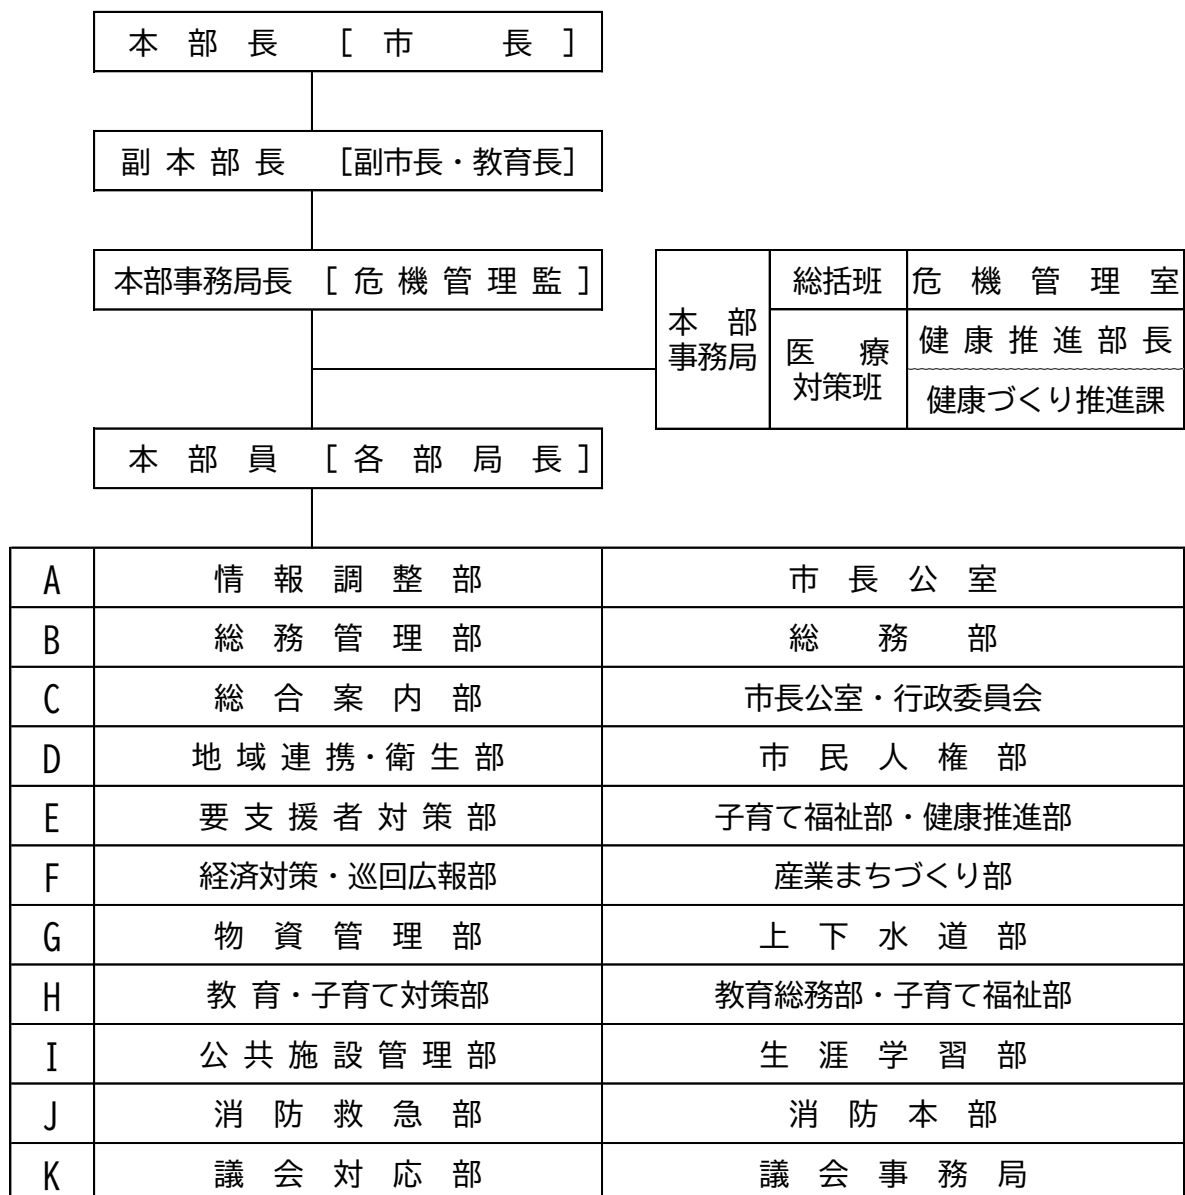 本部長 [市長]
副本部長 [副市長・教育長]
本部事務局長 [危機管理監]
本部
事務局
総括班 危機管理室
医療
対策班
健康推進部長
健康づくり推進課
本部員 [各部局長]
A 情報調整部 市長公室
B 総務管理部 総務部
C 総合案内部 市長公室・行政委員会
D 地域連携・衛生部 市民人権部
E 要支援者対策部 子育て福祉部・健康推進部
F 経済対策・巡回広報部 産業まちづくり部
G 物資管理部 上下水道部
H 教育・子育て対策部 教育総務部・子育て福祉部
I 公共施設管理部 生涯学習部
J 消防救急部 消防本部
K 議会対応部 議会事務局